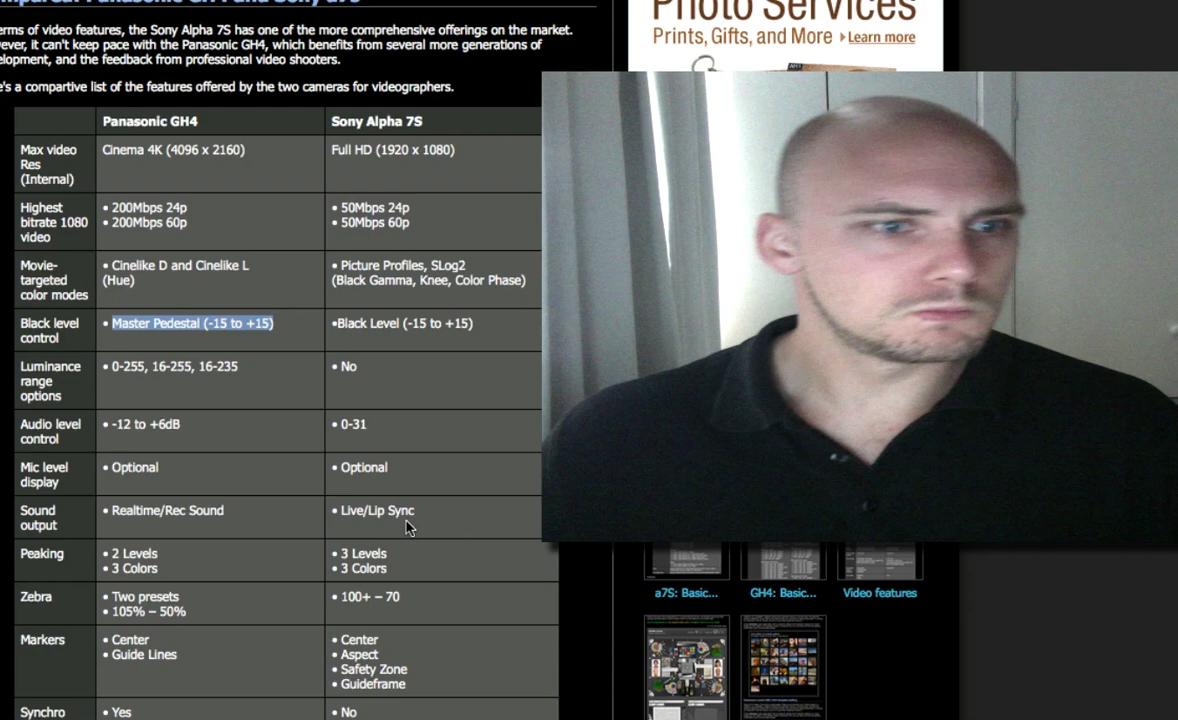 Panasonic GH4 and Sony a7S
erms of video features, the Sony Alpha 7S has one of the more comprehensive offerings on the market.
ever, it can't keep pace with the Panasonic GH4, which benefits from several more generations of
elopment, and the feedback from professional video shooters.
e's a compartive list of the features offered by the two cameras for videographers.
Photo Services
Prints, Gifts, and More Learn more
Panasonic GH4 Sony Alpha 7S
Max video Res (Internal) Cinema 4K (4096 x 2160) Full HD (1920 x 1080)
Highest bitrate 1080 video • 200Mbps 24p • 50Mbps 24p
• 200Mbps 60p • 50Mbps 60p
Movie-targeted color modes • Cinelike D and Cinelike L • Picture Profiles, SLog2
(Hue) (Black Gamma, Knee, Color Phase)
Black level control • Master Pedestal (-15 to +15) •Black Level (-15 to +15)
Luminance range options • 0-255, 16-255, 16-235 • No
Audio level control • -12 to +6dB • 0-31
Mic level display • Optional • Optional
Sound output • Realtime/Rec Sound • Live/Lip Sync
Peaking • 2 Levels • 3 Levels
• 3 Colors • 3 Colors
Zebra • Two presets • 100+ – 70
• 105% – 50%
Markers • Center • Center
• Guide Lines • Aspect
• Safety Zone
• Guideframe
Synchro • Yes • No
a7S: Basic... GH4: Basic... Video features